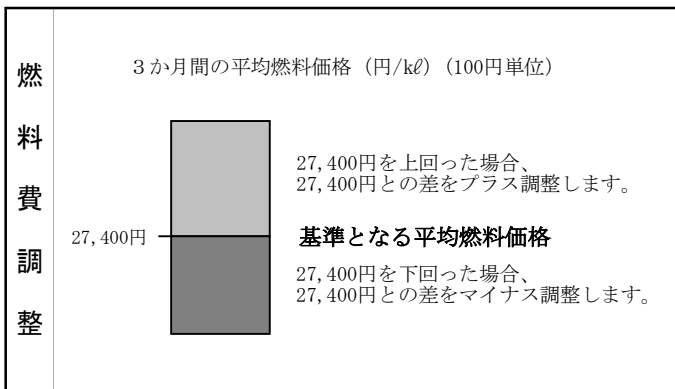 燃料費調整
3か月間の平均燃料価格 (円/kℓ) (100円単位)
27,400円を上回った場合、
27,400円との差をプラス調整します。
27,400円
基準となる平均燃料価格
27,400円を下回った場合、
27,400円との差をマイナス調整します。